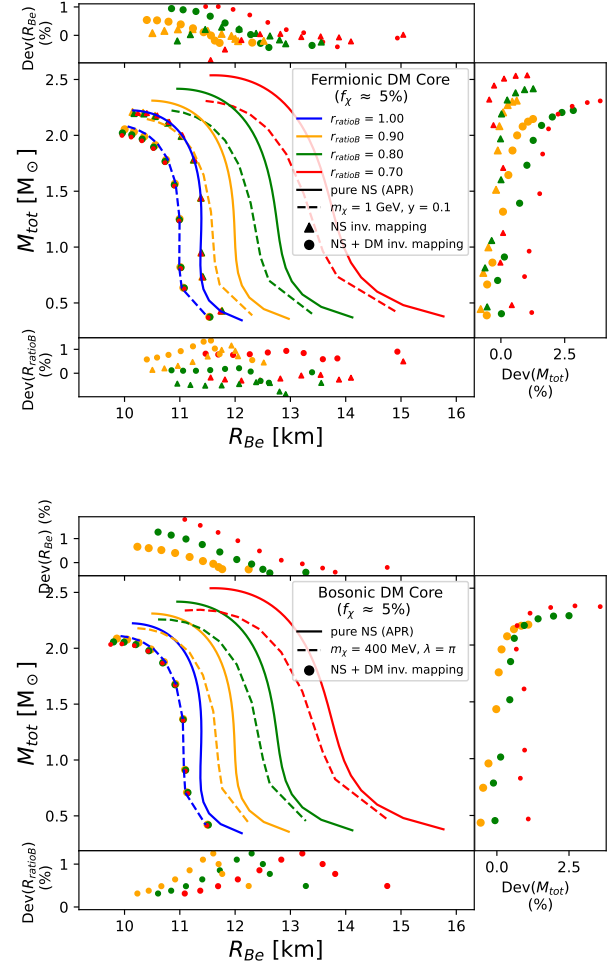 Dev(R_Be)
(%)
1
0
Fermionic DM Core
(f_χ ≈ 5%)
r_ratioB = 1.00
r_ratioB = 0.90
r_ratioB = 0.80
r_ratioB = 0.70
pure NS (APR)
m_χ = 1 GeV, y = 0.1
NS inv. mapping
NS + DM inv. mapping
M_tot [M_⊙]
2.5
2.0
1.5
1.0
0.5
0.0 2.5
Dev(M_tot)
(%)
Dev(R_ratioB)
(%)
1
0
10 11 12 13 14 15 16
R_Be [km]
Dev(R_Be) (%)
1
0
Bosonic DM Core
(f_χ ≈ 5%)
pure NS (APR)
m_χ = 400 MeV, λ = π
NS + DM inv. mapping
M_tot [M_⊙]
2.5
2.0
1.5
1.0
0.5
0.0 2.5
Dev(M_tot)
(%)
Dev(R_ratioB)
(%)
1
0
10 11 12 13 14 15 16
R_Be [km]